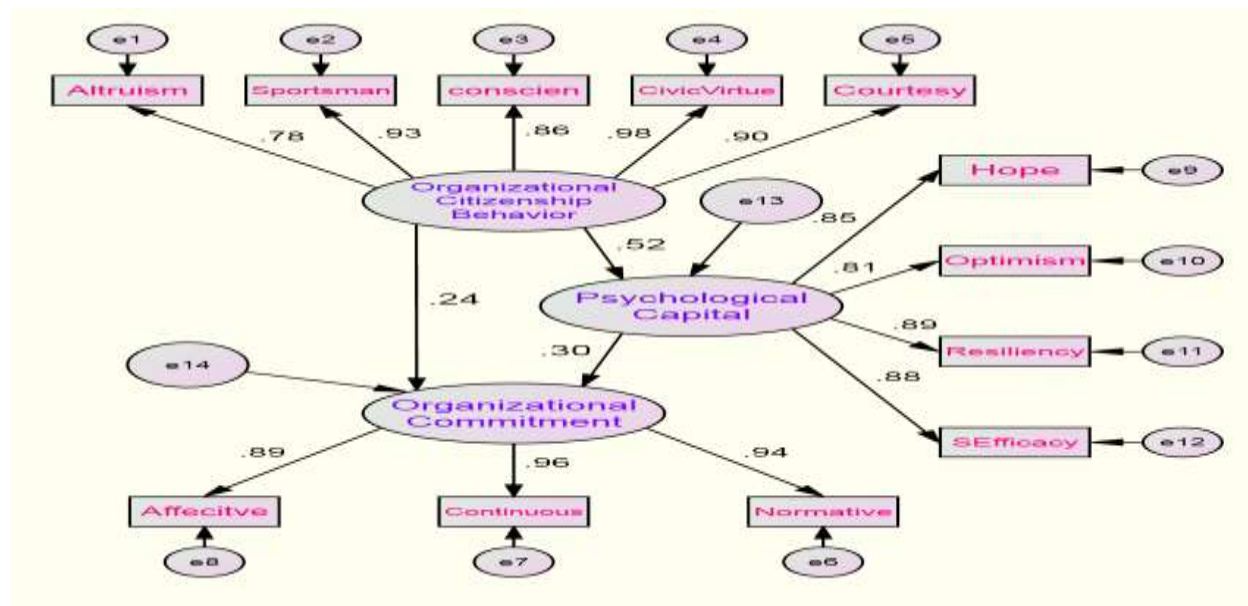 e1
e2
e3
e4
e5
Altruism
Sportsman
conscien
CivicVirtue
Courtesy
.78
.93
.86
.98
.90
Organizational
Citizenship
Behavior
e13
Hope
e9
.85
.52
.81
Optimism
e10
.24
Psychological
Capital
.89
Resiliency
e11
.30
.88
e14
Organizational
Commitment
SEfficacy
e12
.89
.96
.94
Affecitve
Continuous
Normative
e8
e7
e6